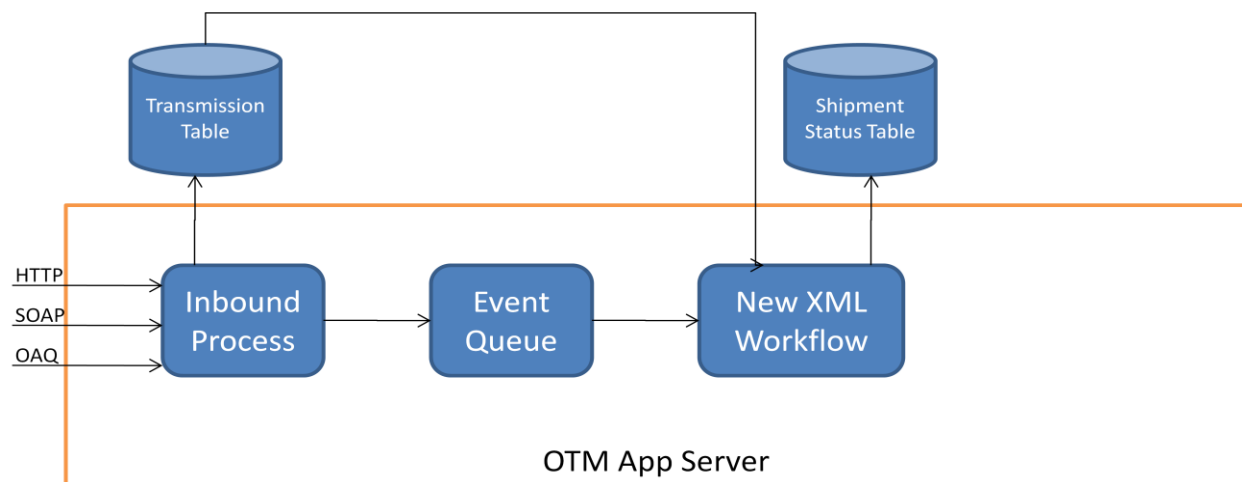 Transmission
Table
Shipment
Status Table
HTTP
SOAP
OAQ
Inbound
Process
Event
Queue
New XML
Workflow
OTM App Server